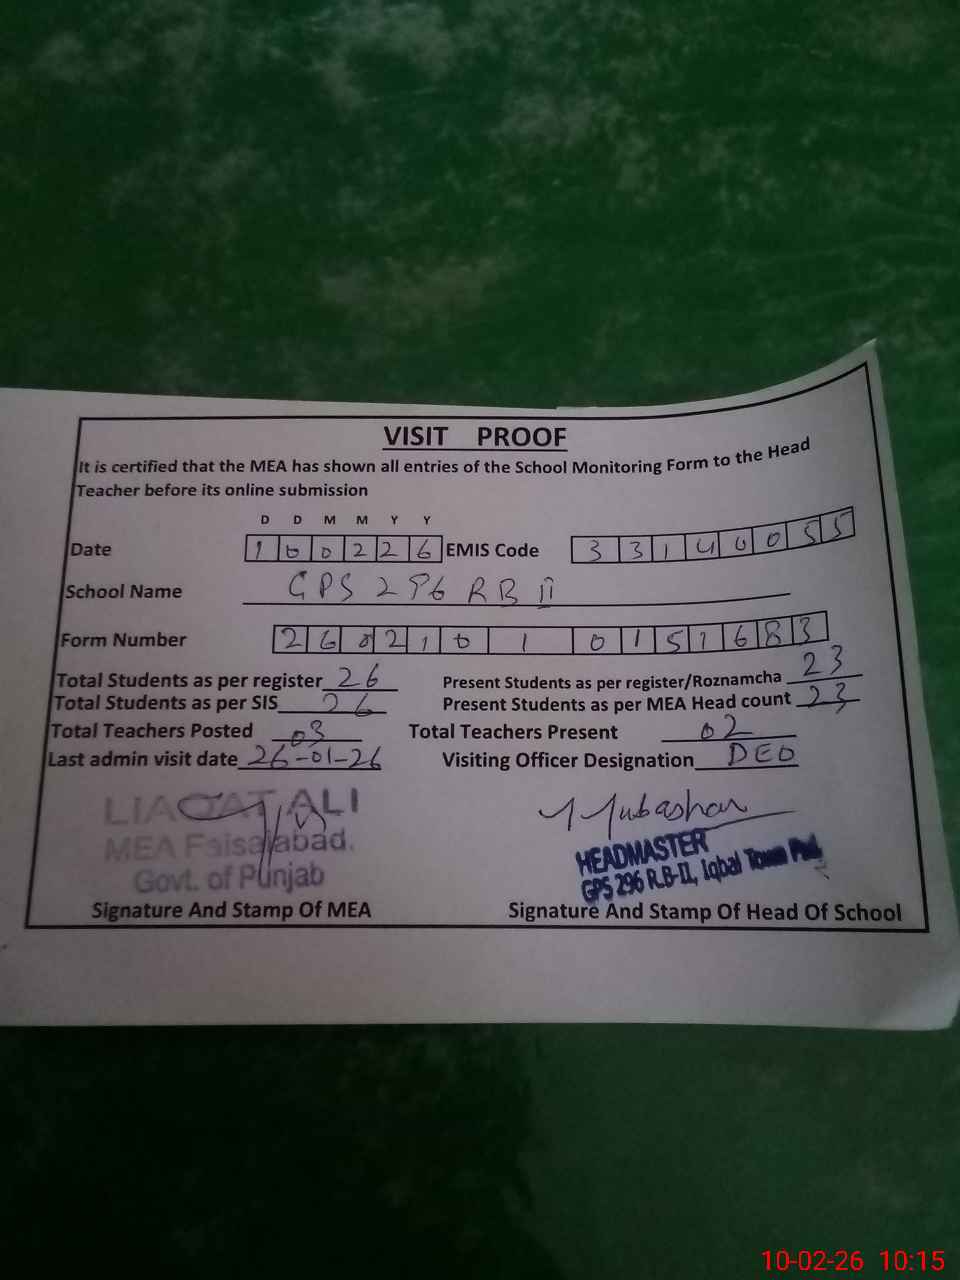 VISIT PROOF
It is certified that the MEA has shown all entries of the School Monitoring Form to the Head
Teacher before its online submission
D D M M Y Y
Date 1 0 0 2 2 6 EMIS Code 3 3 1 4 0 0 5 5
School Name GPS 296 RB II
Form Number 2 6 0 2 1 0 1 0 1 5 1 6 8 3
Total Students as per register 26 Present Students as per register/Roznamcha 23
Total Students as per SIS 26 Present Students as per MEA Head count 23
Total Teachers Posted 03 Total Teachers Present 02
Last admin visit date 26-01-26 Visiting Officer Designation DEO
LIAQAT ALI
MEA Faisalabad.
Govt. of Punjab
Mubashar
HEADMASTER
GPS 296 R.B-II, Iqbal Town Fsd.
Signature And Stamp Of MEA Signature And Stamp Of Head Of School
10-02-26 10:15